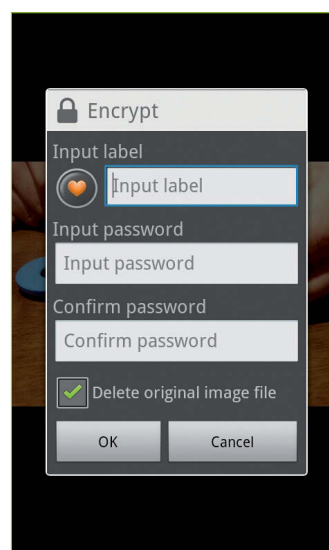 Encrypt
Input label
Input label
Input password
Input password
Confirm password
Confirm password
Delete original image file
OK Cancel